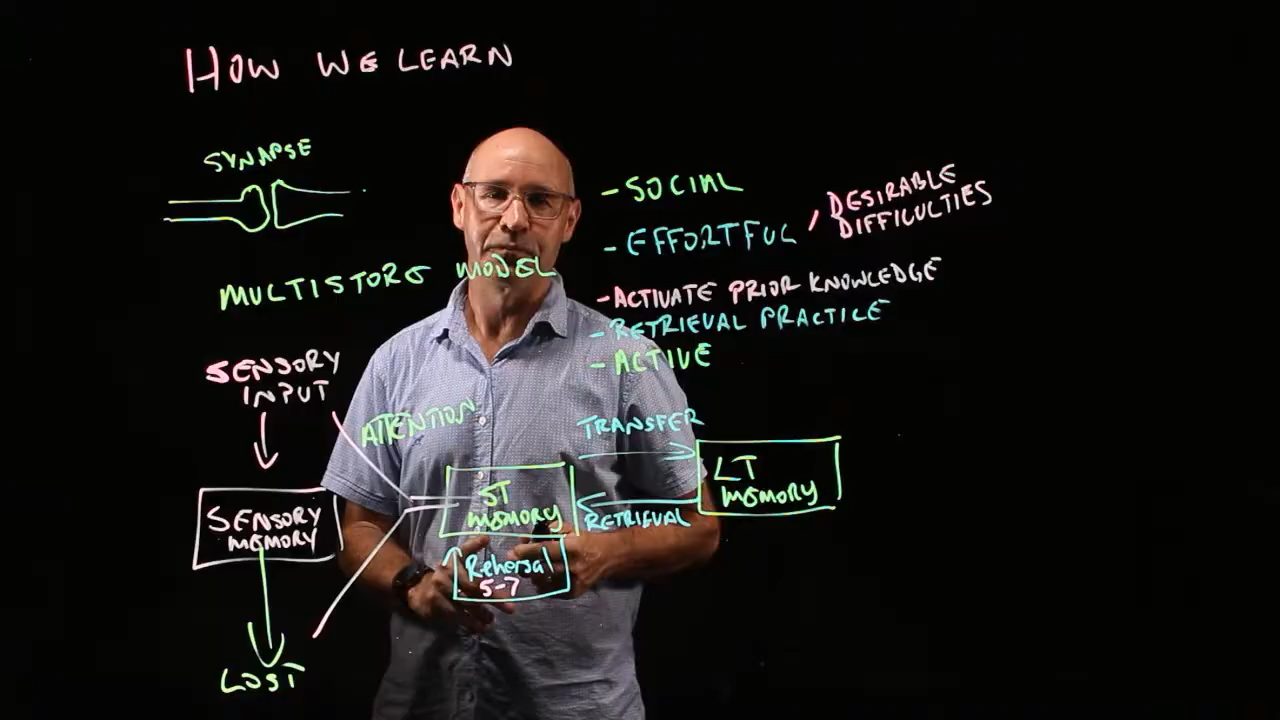 HOW WE LEARN
SYNAPSE
MULTISTORE MODEL
- SOCIAL
- EFFORTFUL / DESIRABLE
DIFFICULTIES
- ACTIVATE PRIOR KNOWLEDGE
- RETRIEVAL PRACTICE
- ACTIVE
SENSORY
INPUT
ATTENTION
TRANSFER
SENSORY
MEMORY
ST
MEMORY
LT
MEMORY
RETRIEVAL
Rehersal
5-7
LOST